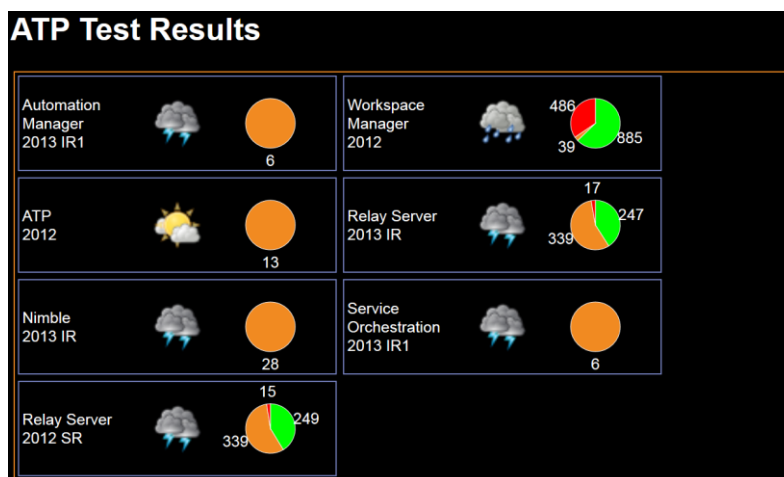 ATP Test Results
Automation
Manager
2013 IR1
6
Workspace
Manager
2012
486
39
885
ATP
2012
13
Relay Server
2013 IR
17
247
339
Nimble
2013 IR
28
Service
Orchestration
2013 IR1
6
Relay Server
2012 SR
15
249
339